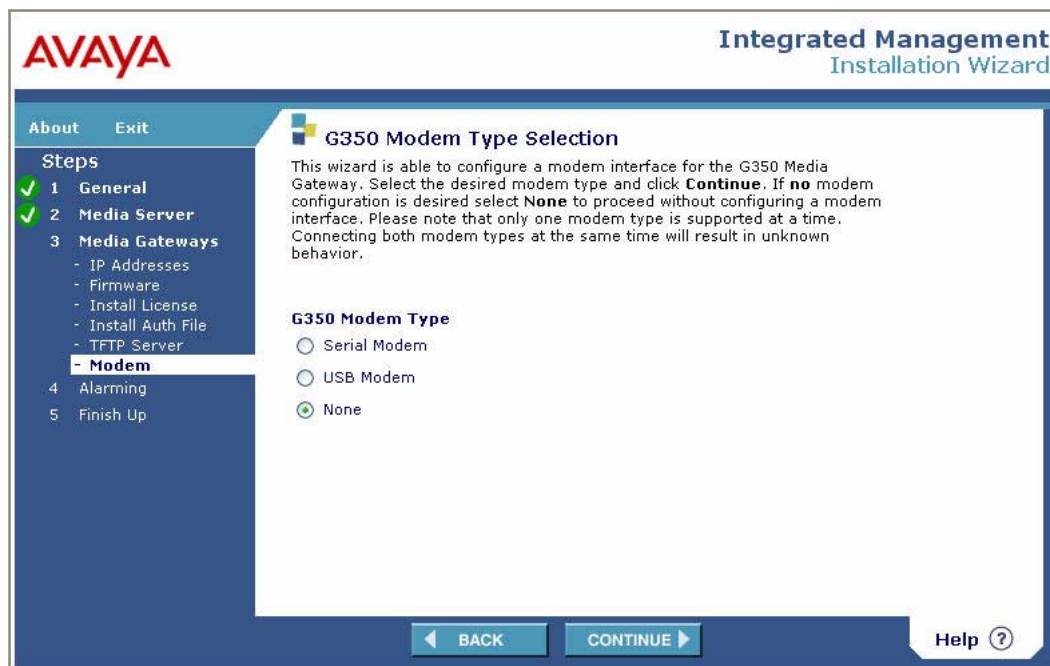 AVAYA
Integrated Management
Installation Wizard
About Exit
Steps
1 General
2 Media Server
3 Media Gateways
- IP Addresses
- Firmware
- Install License
- Install Auth File
- TFTP Server
- Modem
4 Alarming
5 Finish Up
G350 Modem Type Selection
This wizard is able to configure a modem interface for the G350 Media
Gateway. Select the desired modem type and click Continue. If no modem
configuration is desired select None to proceed without configuring a modem
interface. Please note that only one modem type is supported at a time.
Connecting both modem types at the same time will result in unknown
behavior.
G350 Modem Type
Serial Modem
USB Modem
None
BACK
CONTINUE
Help ?